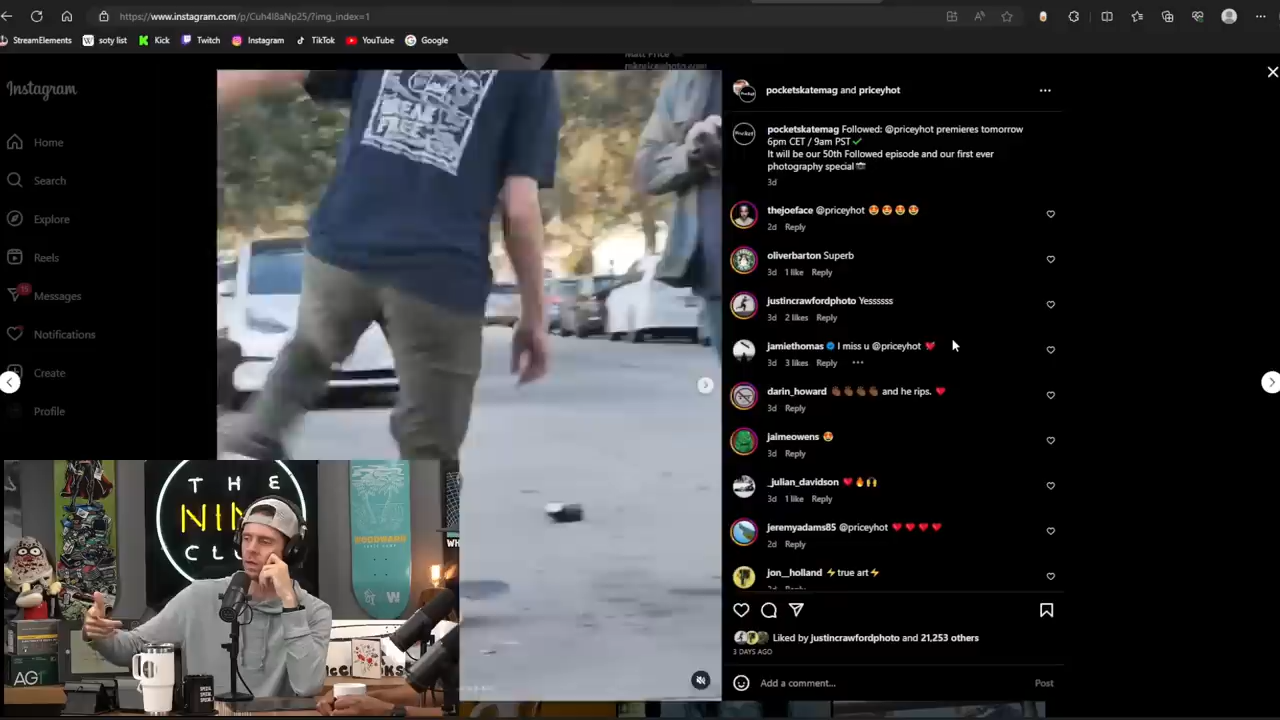 https://www.instagram.com/p/Cuh4l8aNp25/?img_index=1
StreamElements
soty list
Kick
Twitch
Instagram
TikTok
YouTube
Google
Instagram
Home
Search
Explore
Reels
Messages
Notifications
Create
Profile
pocketskatemag and priceyhot
pocketskatemag Followed: @priceyhot premieres tomorrow
6pm CET / 9am PST✅
It will be our 50th Followed episode and our first ever
photography special📷
3d
thejoeface @priceyhot 😍😍😍😍
2d Reply
oliverbarton Superb
3d 1 like Reply
justincrawfordphoto Yessssss
3d 2 likes Reply
jamiethomas I miss u @priceyhot 💓
3d 3 likes Reply
darin_howard 👏🏾👏🏾👏🏾👏🏾 and he rips. ❤️
3d Reply
jaimeowens 😍
3d Reply
_julian_davidson ❤️🔥🙌
3d 1 like Reply
jeremyadams85 @priceyhot ❤️❤️❤️❤️
2d Reply
jon__holland ⚡true art⚡
Liked by justincrawfordphoto and 21,253 others
3 DAYS AGO
Add a comment...
Post
THE
NIN
CLU
WOODWARD
AG1